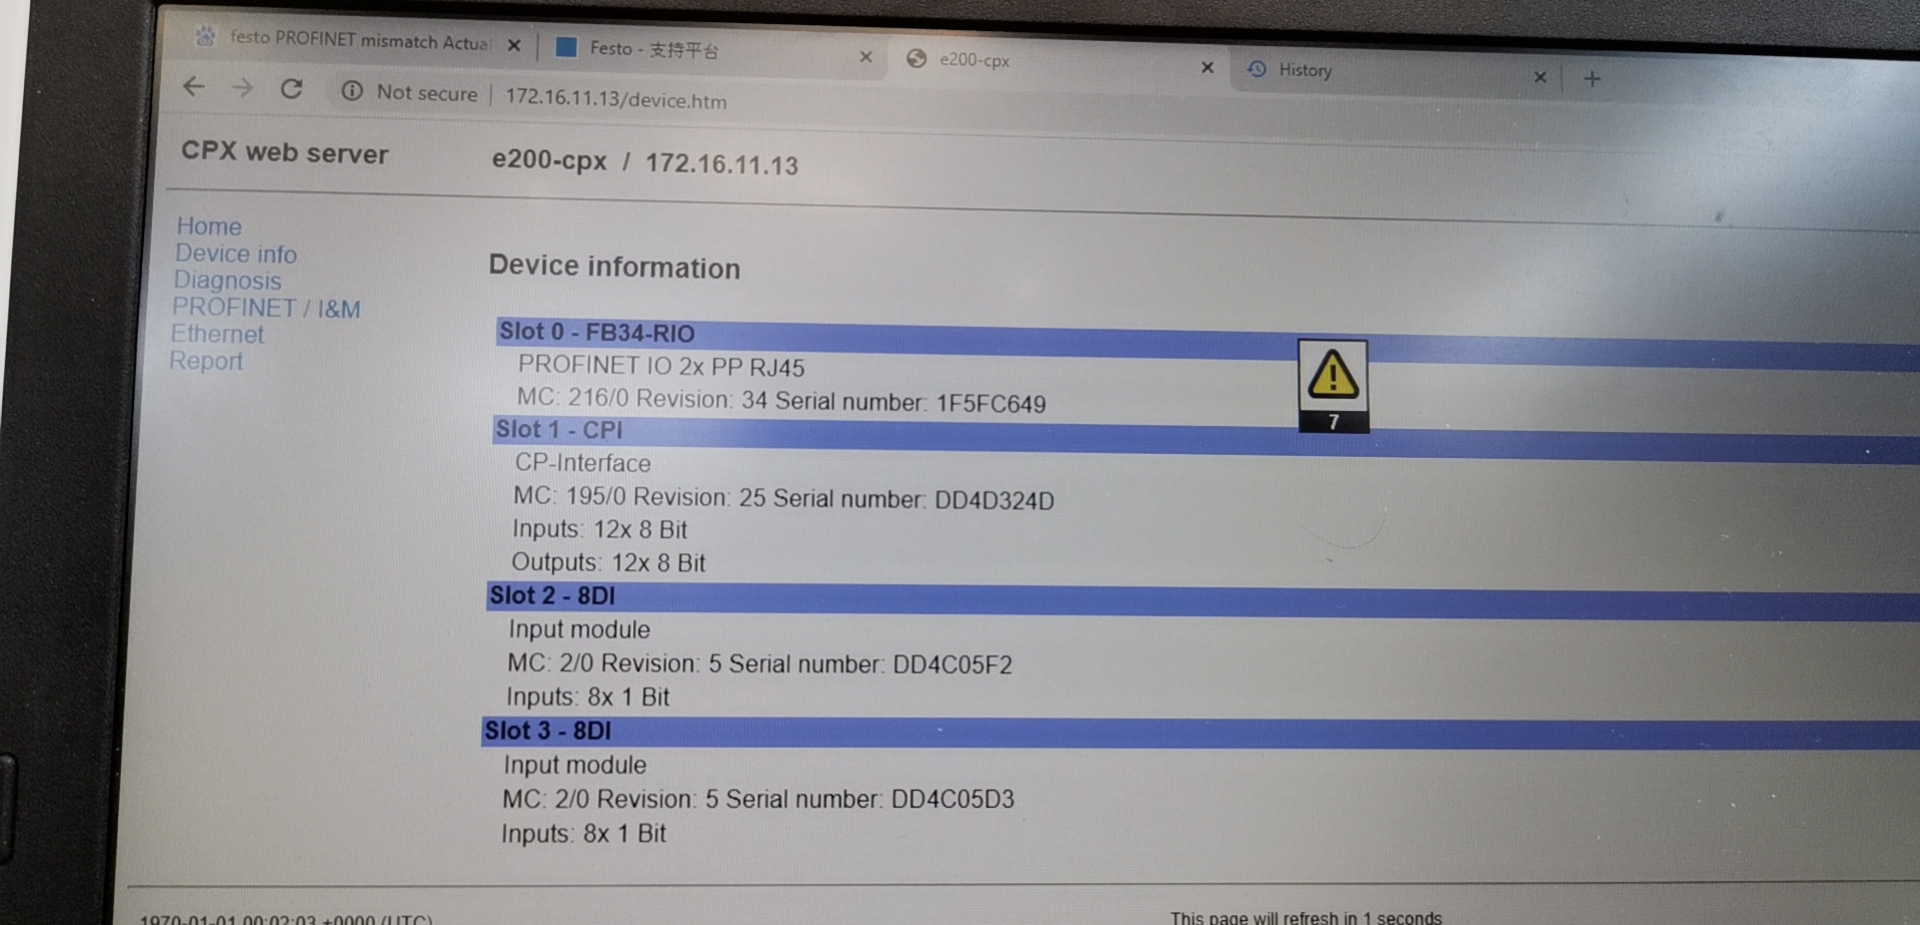 festo PROFINET mismatch Actua
Festo - 支持平台
e200-cpx
History
Not secure | 172.16.11.13/device.htm
CPX web server
e200-cpx / 172.16.11.13
Home
Device info
Diagnosis
PROFINET / I&M
Ethernet
Report
Device information
Slot 0 - FB34-RIO
PROFINET IO 2x PP RJ45
MC: 216/0 Revision: 34 Serial number: 1F5FC649
7
Slot 1 - CPI
CP-Interface
MC: 195/0 Revision: 25 Serial number: DD4D324D
Inputs: 12x 8 Bit
Outputs: 12x 8 Bit
Slot 2 - 8DI
Input module
MC: 2/0 Revision: 5 Serial number: DD4C05F2
Inputs: 8x 1 Bit
Slot 3 - 8DI
Input module
MC: 2/0 Revision: 5 Serial number: DD4C05D3
Inputs: 8x 1 Bit
1970-01-01 00:02:03 +0000 (UTC)
This page will refresh in 1 seconds